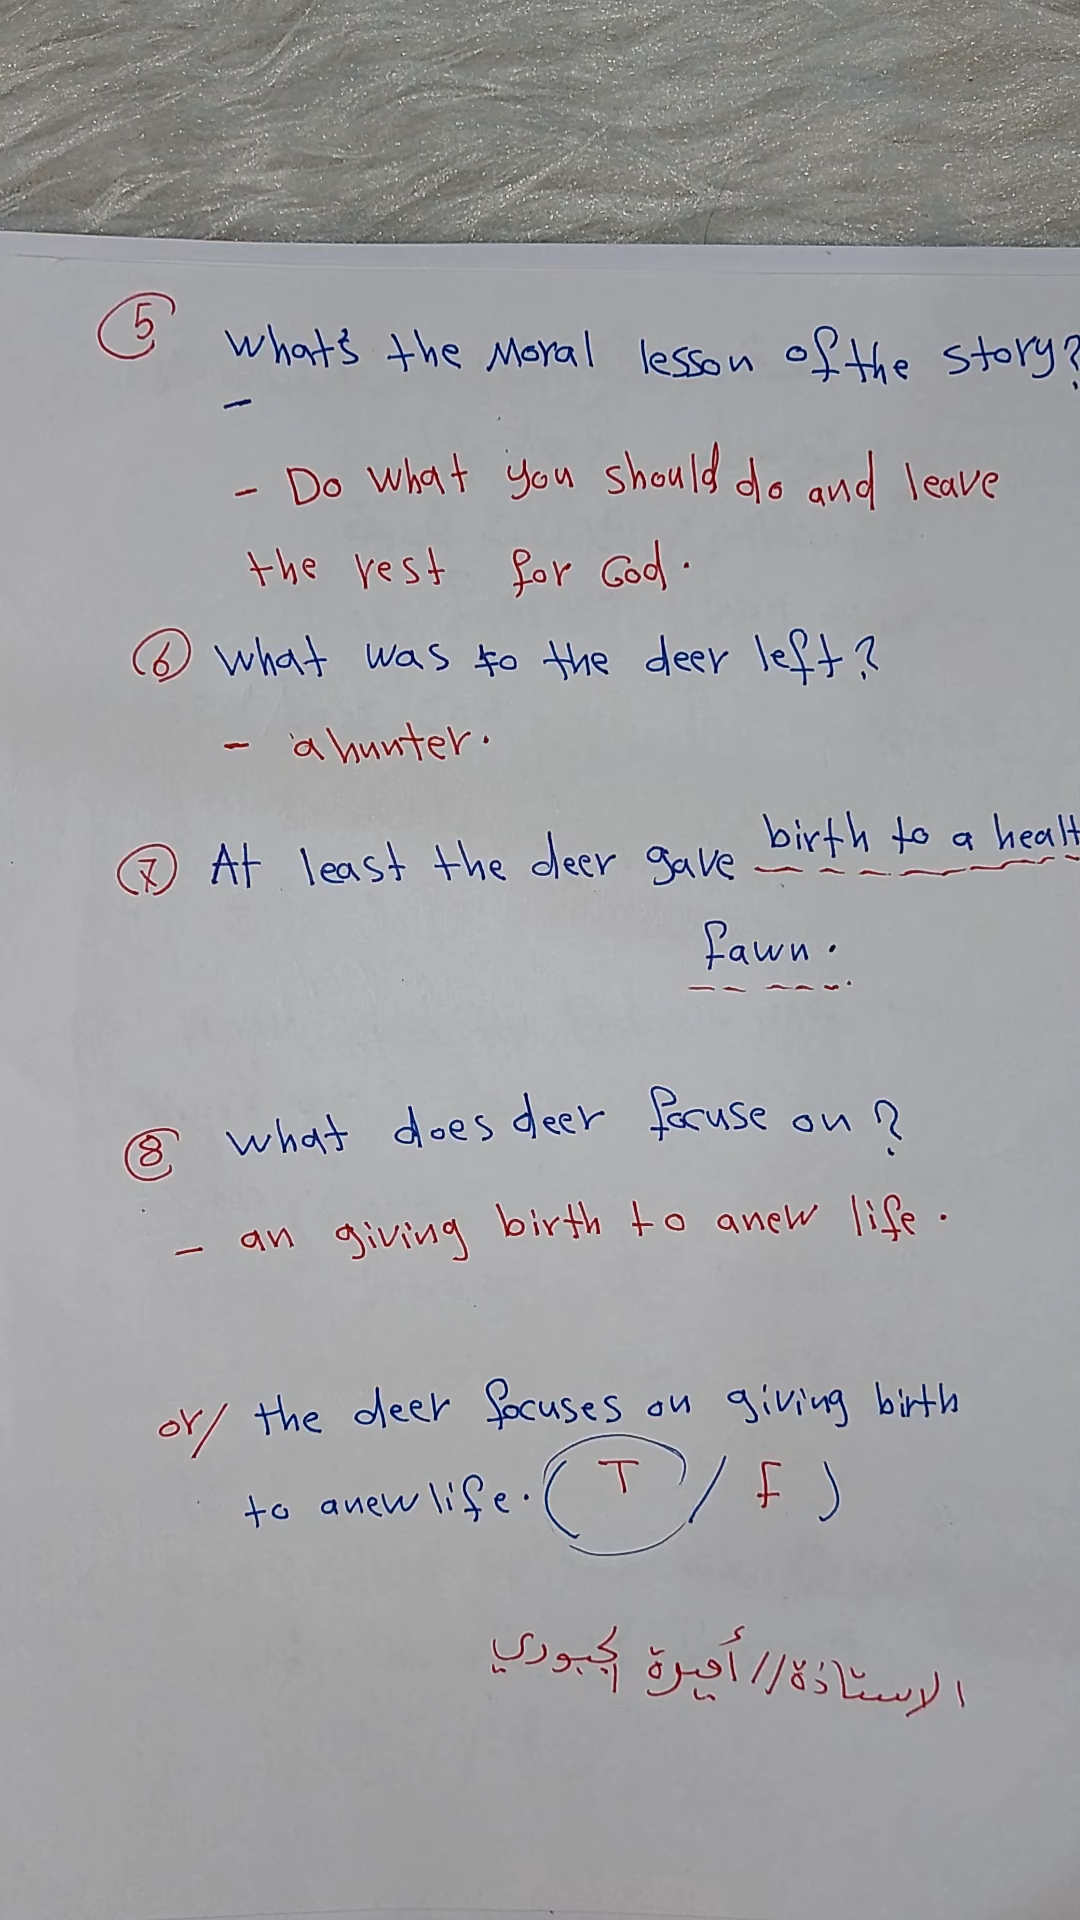 5 What's the Moral lesson of the story?
-
- Do what you should do and leave
the rest for God.
6 What was to the deer left?
- a hunter.
7 At least the deer gave birth to a healt
fawn.
8 What does deer focuse on?
- an giving birth to anew life.
or/ the deer focuses on giving birth
to anew life. (T / F)
الاستاذة//أميرة الجبوري